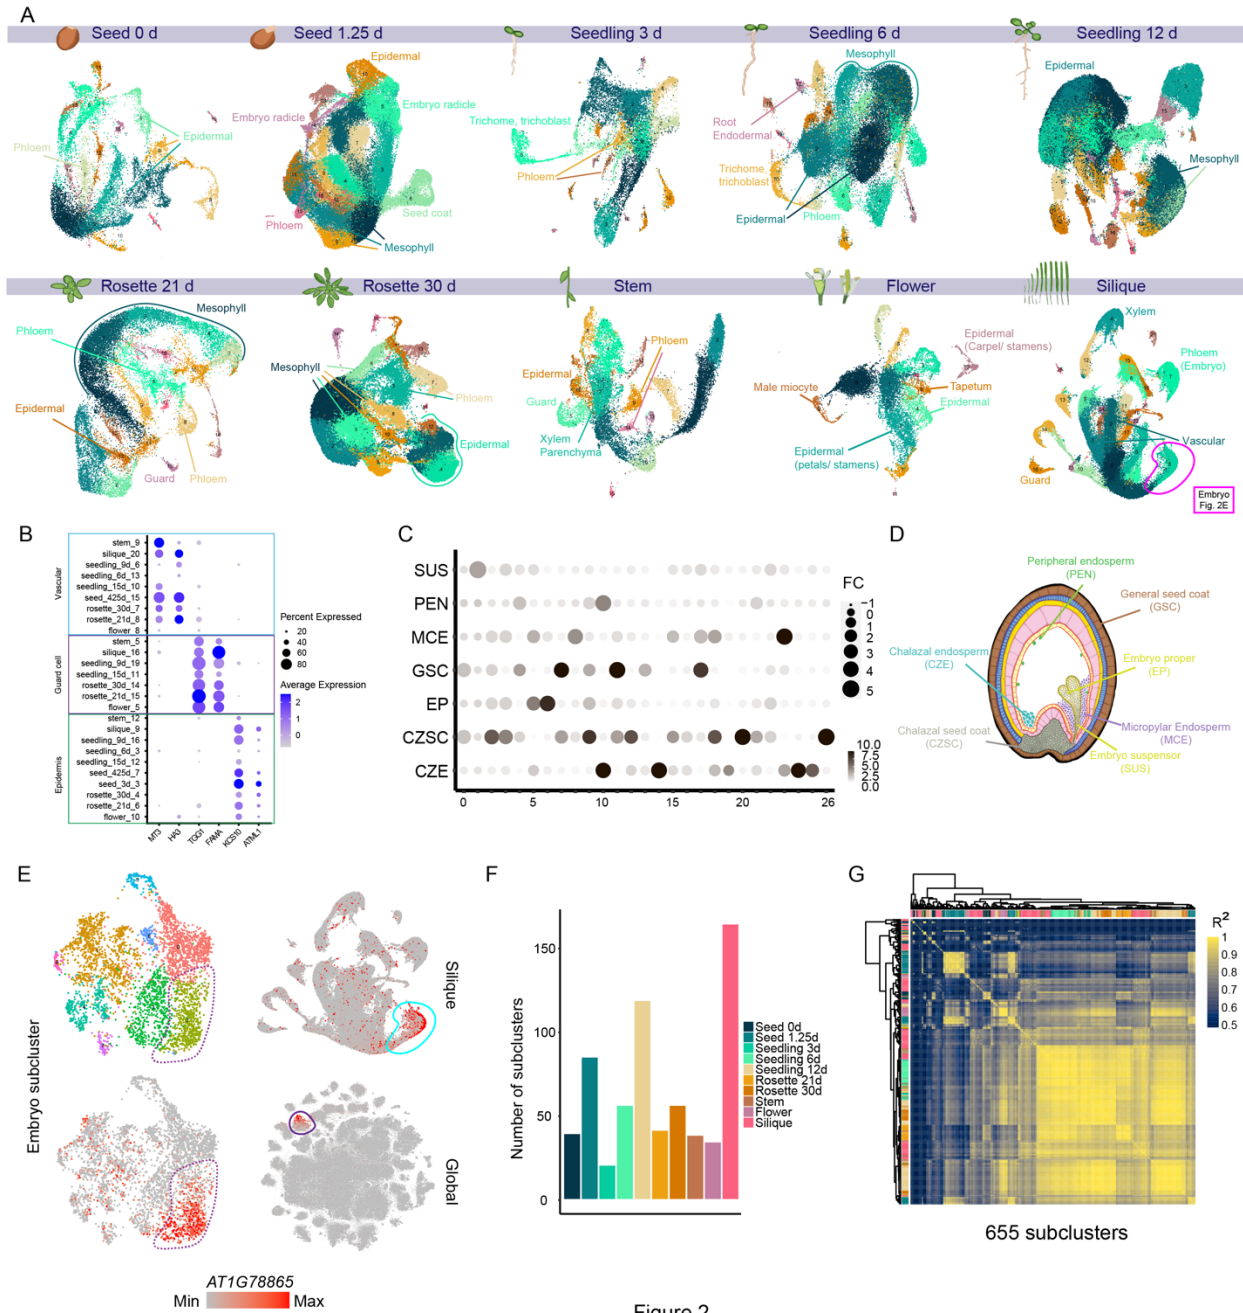 A
Seed 0 d
Seed 1.25 d
Seedling 3 d
Seedling 6 d
Seedling 12 d
Epidermal
Phloem
Epidermal
Embryo radicle
Embryo radicle
Phloem
Seed coat
Mesophyll
Trichome, trichoblast
Phloem
Mesophyll
Root
Endodermal
Trichome,
trichoblast
Epidermal
Phloem
Epidermal
Mesophyll
Rosette 21 d
Rosette 30 d
Stem
Flower
Silique
Mesophyll
Phloem
Epidermal
Guard
Phloem
Mesophyll
Phloem
Epidermal
Phloem
Epidermal
Guard
Xylem
Parenchyma
Epidermal
(Carpel/ stamens)
Male miocyte
Tapetum
Epidermal
Epidermal
(petals/ stamens)
Xylem
Phloem
(Embryo)
Vascular
Guard
Embryo
Fig. 2E
B
Vascular
stem_9
silique_20
seedling_9d_6
seedling_6d_13
seedling_15d_10
seed_425d_15
rosette_30d_7
rosette_21d_8
flower_8
Guard cell
stem_5
silique_16
seedling_9d_19
seedling_15d_11
rosette_30d_14
rosette_21d_15
flower_5
Epidermis
stem_12
silique_9
seedling_9d_16
seedling_6d_3
seedling_15d_12
seed_425d_7
seed_3d_3
rosette_30d_4
rosette_21d_6
flower_10
MT3
HA3
TGG1
FAMA
KCS10
ATML1
Percent Expressed
20
40
60
80
Average Expression
2
1
0
C
SUS
PEN
MCE
GSC
EP
CZSC
CZE
0 5 10 15 20 26
FC
−1
0
1
2
3
4
5
10.0
7.5
5.0
2.5
0.0
D
Peripheral endosperm
(PEN)
General seed coat
(GSC)
Chalazal endosperm
(CZE)
Embryo proper
(EP)
Chalazal seed coat
(CZSC)
Micropylar Endosperm
(MCE)
Embryo suspensor
(SUS)
E
Embryo subcluster
Silique
Global
AT1G78865
Min Max
F
Number of subclusters
150
100
50
0
Seed 0d
Seed 1.25d
Seedling 3d
Seedling 6d
Seedling 12d
Rosette 21d
Rosette 30d
Stem
Flower
Silique
G
R²
1
0.9
0.8
0.7
0.6
0.5
655 subclusters
Figure 2